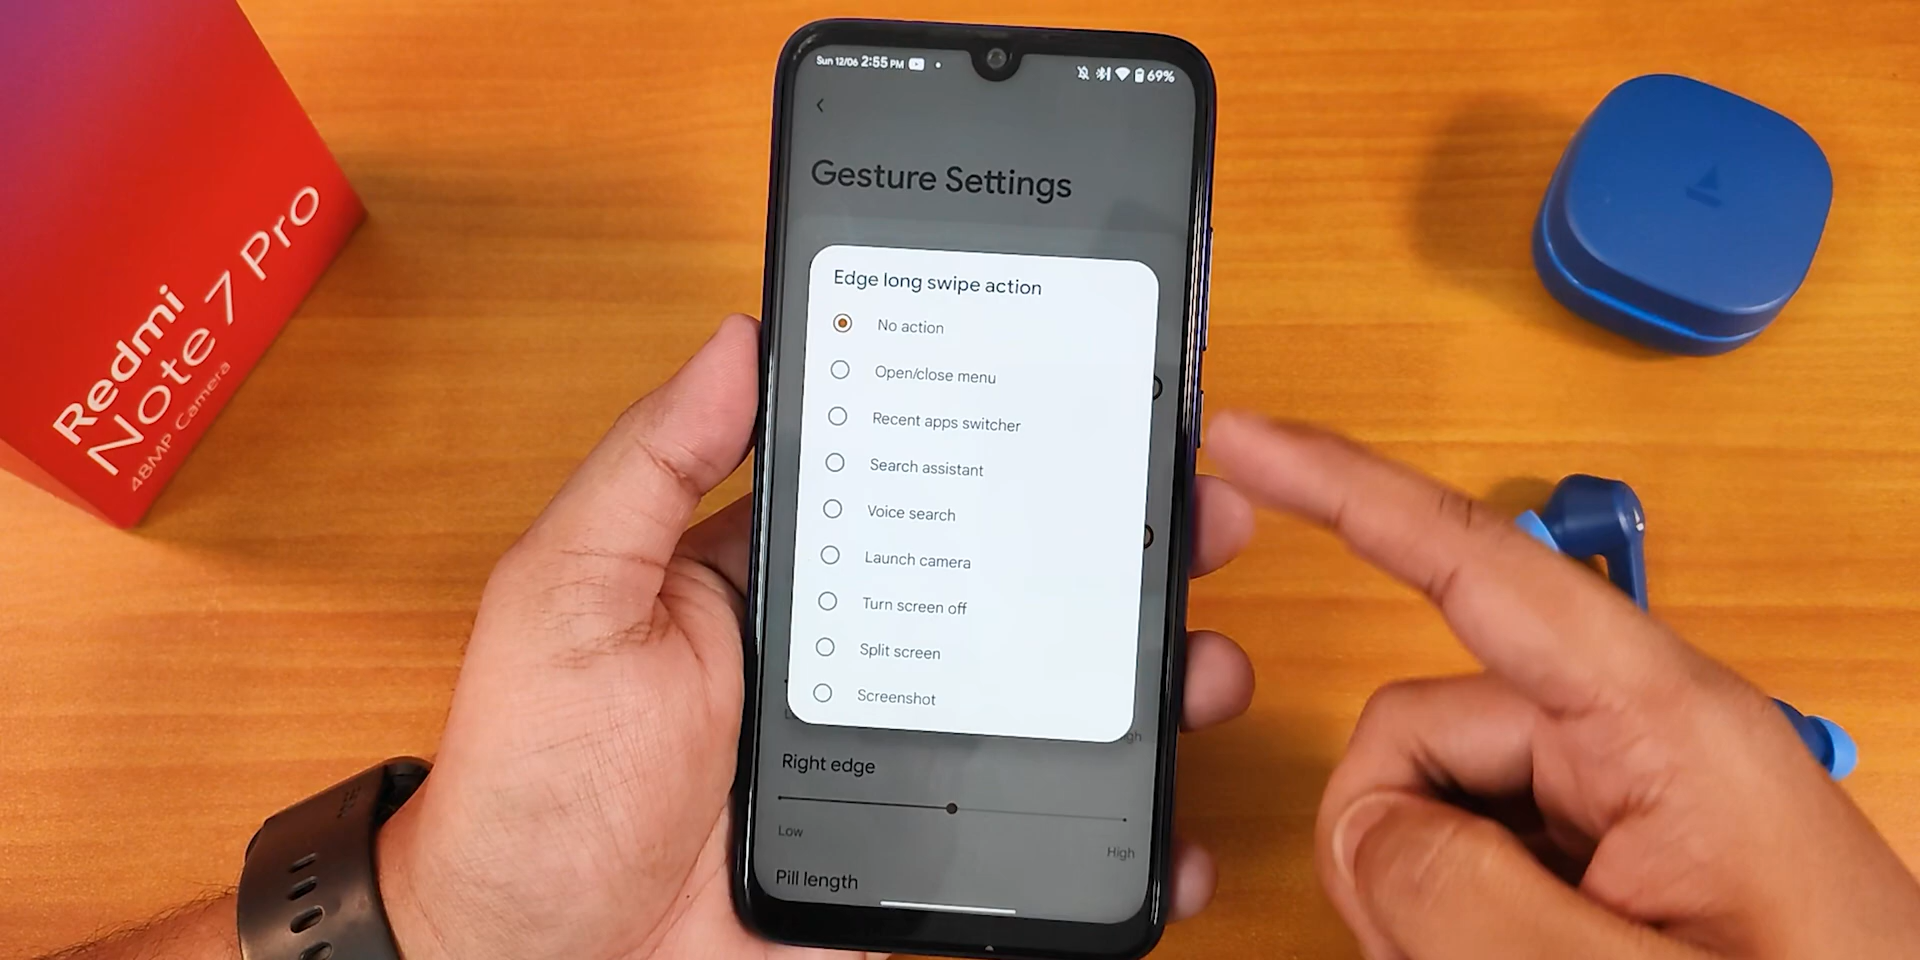 Redmi
Note 7 Pro
48MP Camera
Sun 12/06 2:55 PM
69%
Gesture Settings
Edge long swipe action
No action
Open/close menu
Recent apps switcher
Search assistant
Voice search
Launch camera
Turn screen off
Split screen
Screenshot
Right edge
Low
High
Pill length